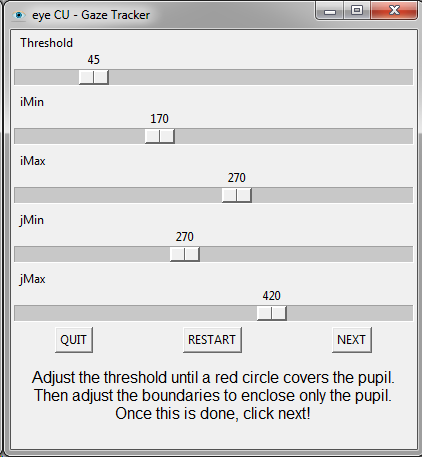 eye CU - Gaze Tracker
Threshold
45
iMin
170
iMax
270
jMin
270
jMax
420
QUIT RESTART NEXT
Adjust the threshold until a red circle covers the pupil.
Then adjust the boundaries to enclose only the pupil.
Once this is done, click next!